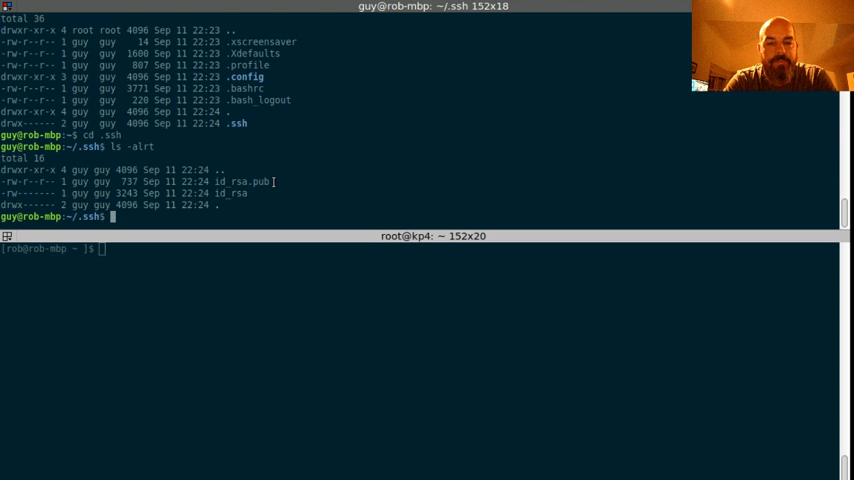 guy@rob-mbp: ~/.ssh 152x18
total 36
drwxr-xr-x 4 root root 4096 Sep 11 22:23 ..
-rw-r--r-- 1 guy  guy    14 Sep 11 22:23 .xscreensaver
-rw-r--r-- 1 guy  guy  1600 Sep 11 22:23 .Xdefaults
-rw-r--r-- 1 guy  guy   807 Sep 11 22:23 .profile
drwxr-xr-x 3 guy  guy  4096 Sep 11 22:23 .config
-rw-r--r-- 1 guy  guy  3771 Sep 11 22:23 .bashrc
-rw-r--r-- 1 guy  guy   220 Sep 11 22:23 .bash_logout
drwxr-xr-x 4 guy  guy  4096 Sep 11 22:24 .
drwx------ 2 guy  guy  4096 Sep 11 22:24 .ssh
guy@rob-mbp:~$ cd .ssh
guy@rob-mbp:~/.ssh$ ls -alrt
total 16
drwxr-xr-x 4 guy guy 4096 Sep 11 22:24 ..
-rw-r--r-- 1 guy guy  737 Sep 11 22:24 id_rsa.pub
-rw------- 1 guy guy 3243 Sep 11 22:24 id_rsa
drwx------ 2 guy guy 4096 Sep 11 22:24 .
guy@rob-mbp:~/.ssh$
root@kp4: ~ 152x20
[rob@rob-mbp ~ ]$